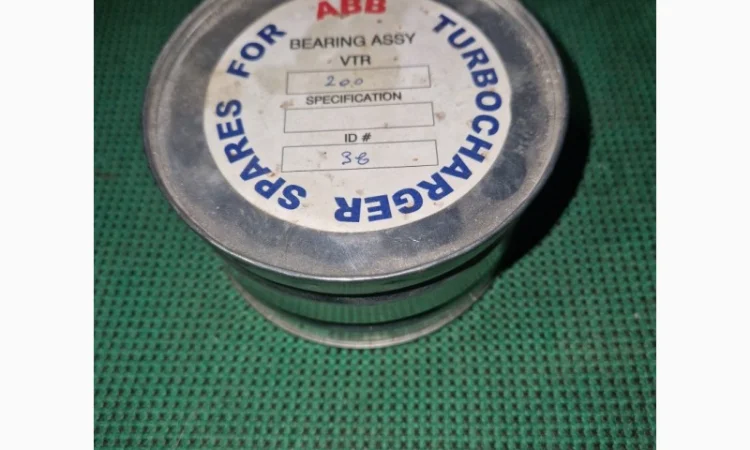 ABB
SPARES FOR TURBOCHARGER
BEARING ASSY
VTR
200
SPECIFICATION
ID #
36